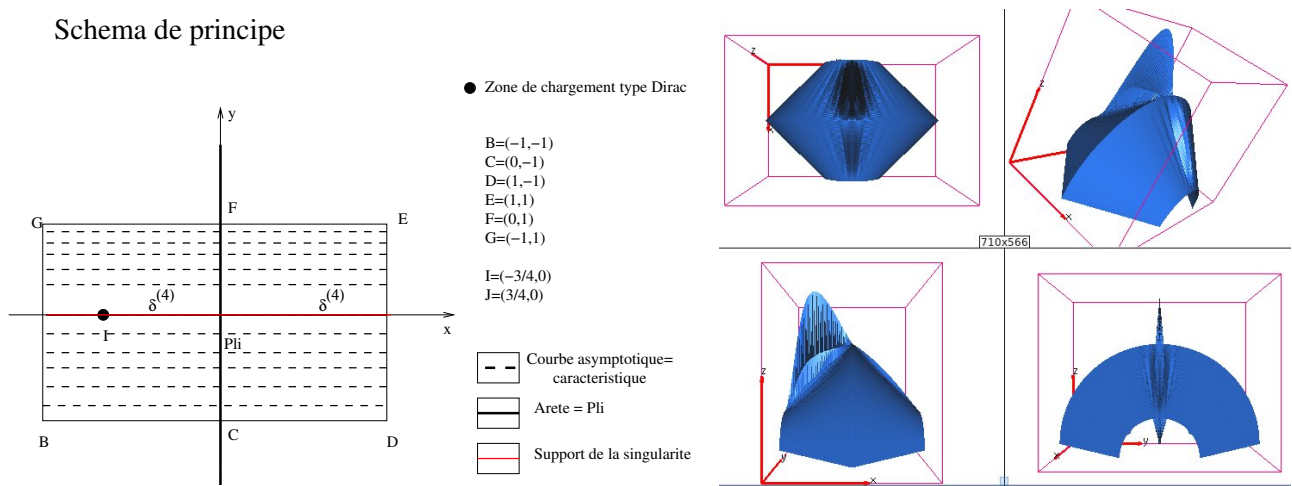 Schema de principe
Zone de chargement type Dirac
y
B=(−1,−1)
C=(0,−1)
D=(1,−1)
E=(1,1)
F=(0,1)
G=(−1,1)
I=(−3/4,0)
J=(3/4,0)
F
G
E
δ(4)
δ(4)
I
x
Pli
B
C
D
Courbe asymptotique=
caracteristique
Arete = Pli
Support de la singularite
z
x
z
x
710x566
z
y
x
z
y
x